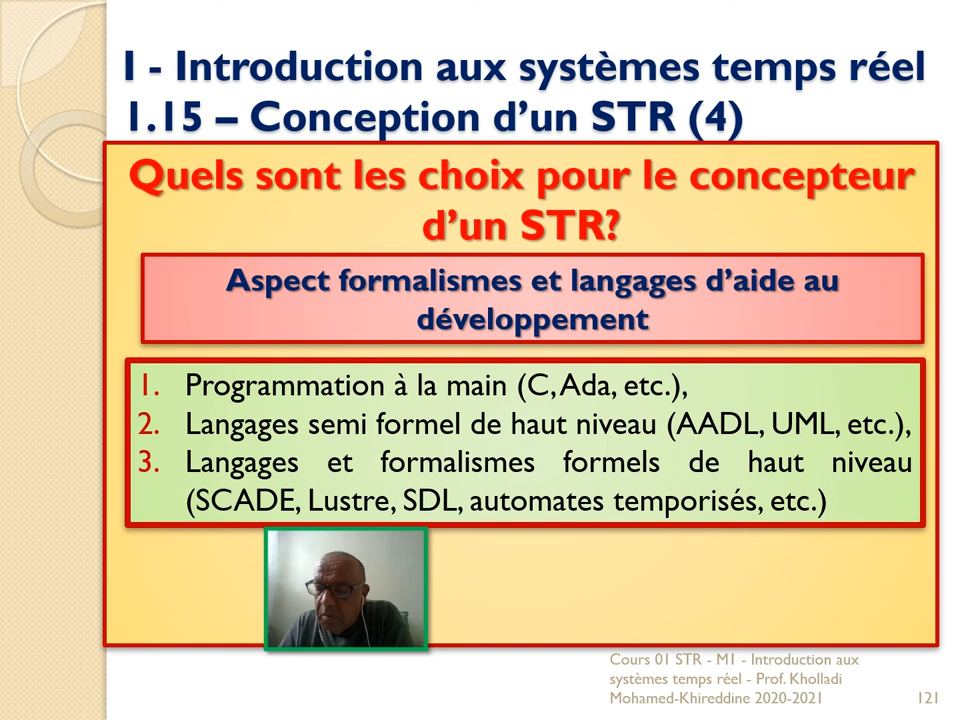 I - Introduction aux systèmes temps réel
1.15 – Conception d'un STR (4)
Quels sont les choix pour le concepteur
d'un STR?
Aspect formalismes et langages d'aide au
développement
1. Programmation à la main (C, Ada, etc.),
2. Langages semi formel de haut niveau (AADL, UML, etc.),
3. Langages et formalismes formels de haut niveau
(SCADE, Lustre, SDL, automates temporisés, etc.)
Cours 01 STR - M1 - Introduction aux
systèmes temps réel - Prof. Kholladi
Mohamed-Khireddine 2020-2021
121